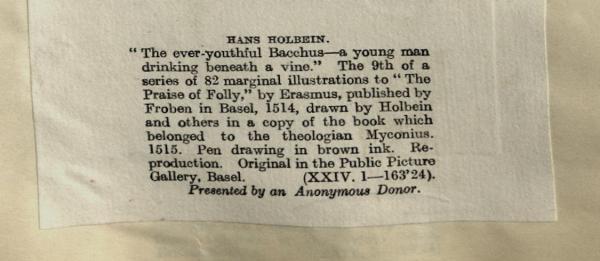 HANS HOLBEIN.
“ The ever-youthful Bacchus—a young man
drinking beneath a vine.” The 9th of a
series of 82 marginal illustrations to “ The
Praise of Folly,” by Erasmus, published by
Froben in Basel, 1514, drawn by Holbein
and others in a copy of the book which
belonged to the theologian Myconius.
1515. Pen drawing in brown ink. Re-
production. Original in the Public Picture
Gallery, Basel. (XXIV. 1—163’24).
Presented by an Anonymous Donor.